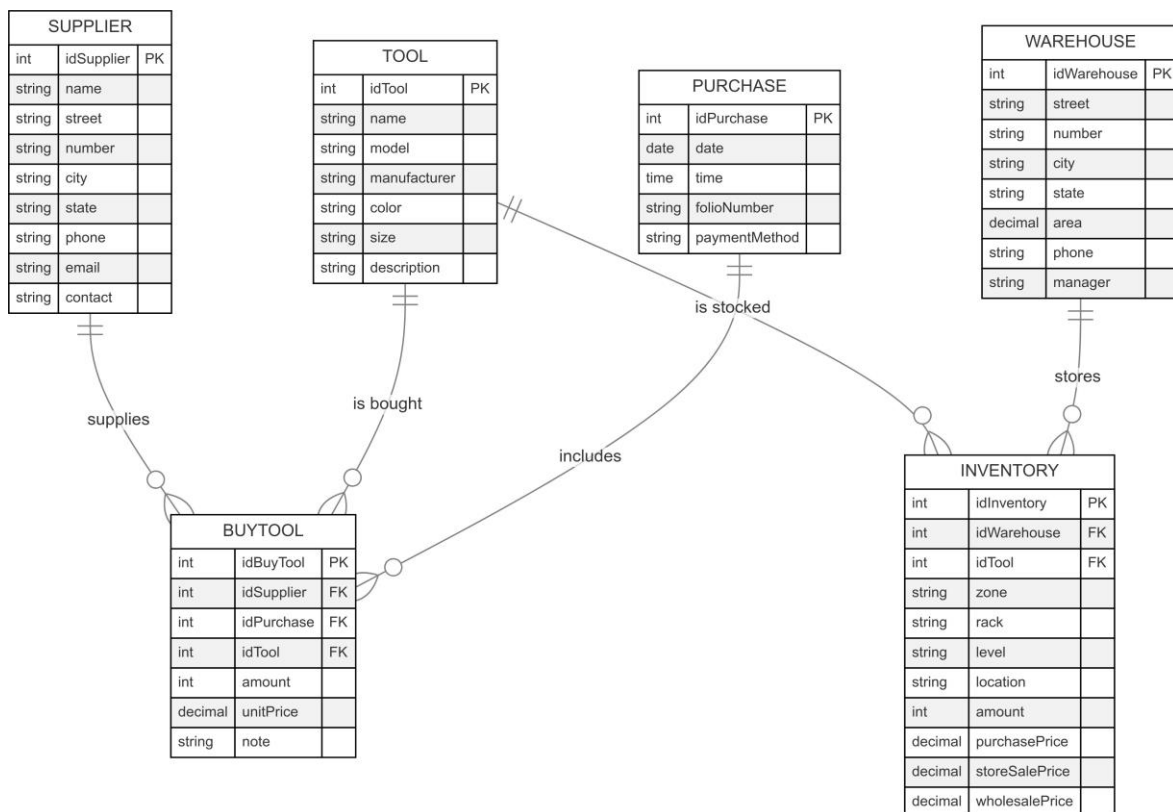 SUPPLIER
int idSupplier PK
string name
string street
string number
string city
string state
string phone
string email
string contact
TOOL
int idTool PK
string name
string model
string manufacturer
string color
string size
string description
PURCHASE
int idPurchase PK
date date
time time
string folioNumber
string paymentMethod
WAREHOUSE
int idWarehouse PK
string street
string number
string city
string state
decimal area
string phone
string manager
is stocked
stores
is bought
supplies
includes
BUYTOOL
int idBuyTool PK
int idSupplier FK
int idPurchase FK
int idTool FK
int amount
decimal unitPrice
string note
INVENTORY
int idInventory PK
int idWarehouse FK
int idTool FK
string zone
string rack
string level
string location
int amount
decimal purchasePrice
decimal storeSalePrice
decimal wholesalePrice